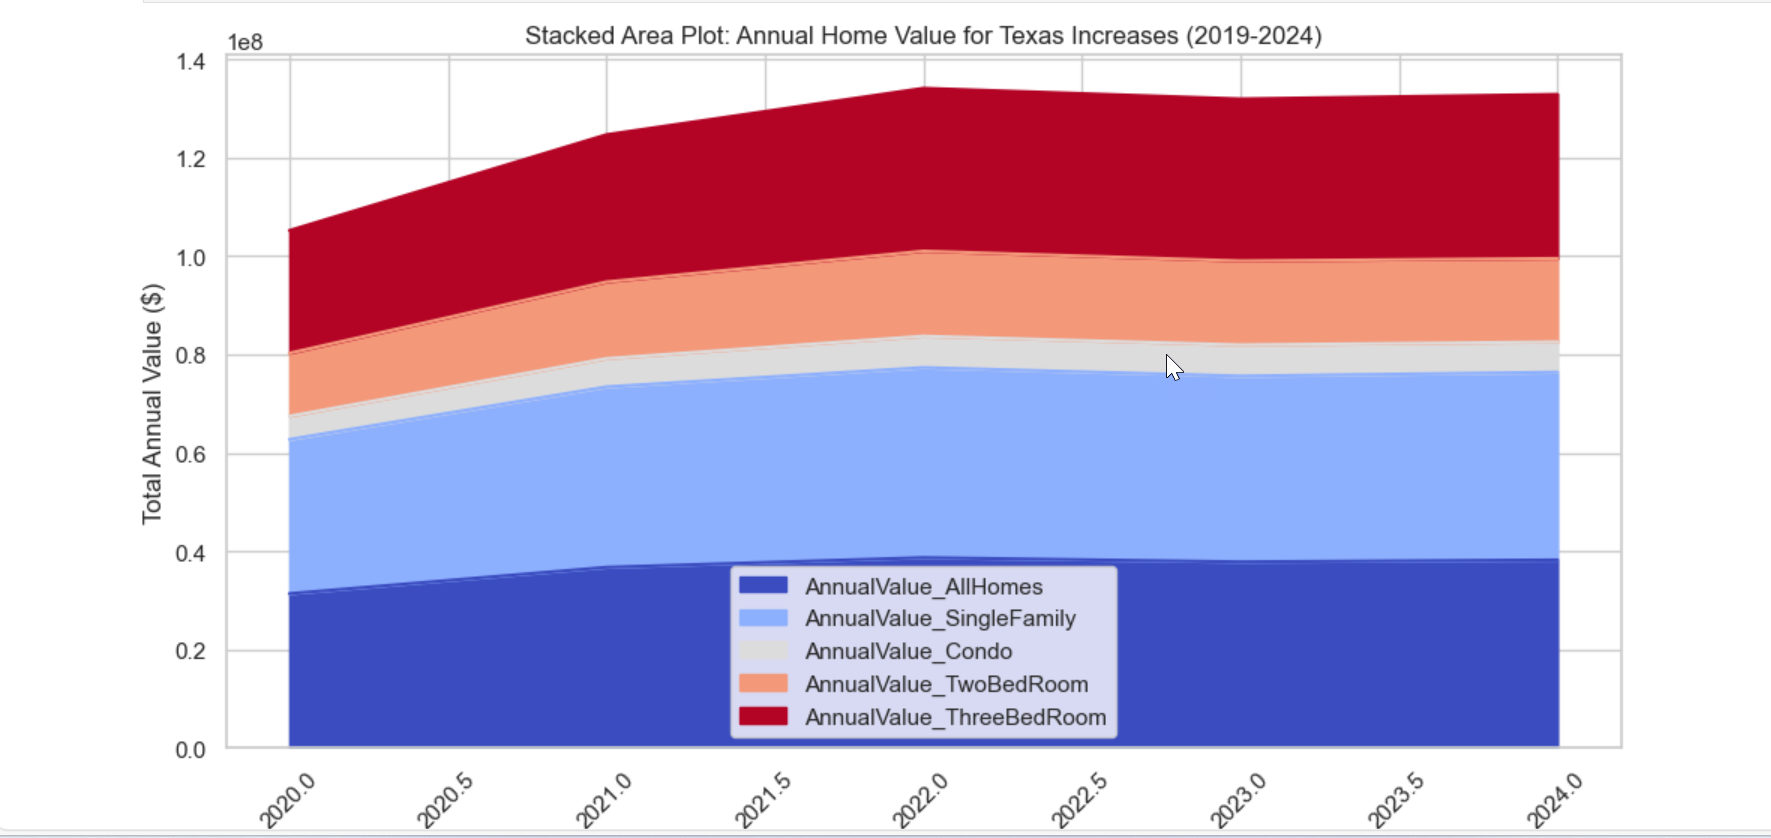 Stacked Area Plot: Annual Home Value for Texas Increases (2019-2024)
1e8
1.4
1.2
1.0
0.8
0.6
0.4
0.2
0.0
Total Annual Value ($)
AnnualValue_AllHomes
AnnualValue_SingleFamily
AnnualValue_Condo
AnnualValue_TwoBedRoom
AnnualValue_ThreeBedRoom
2020.0
2020.5
2021.0
2021.5
2022.0
2022.5
2023.0
2023.5
2024.0